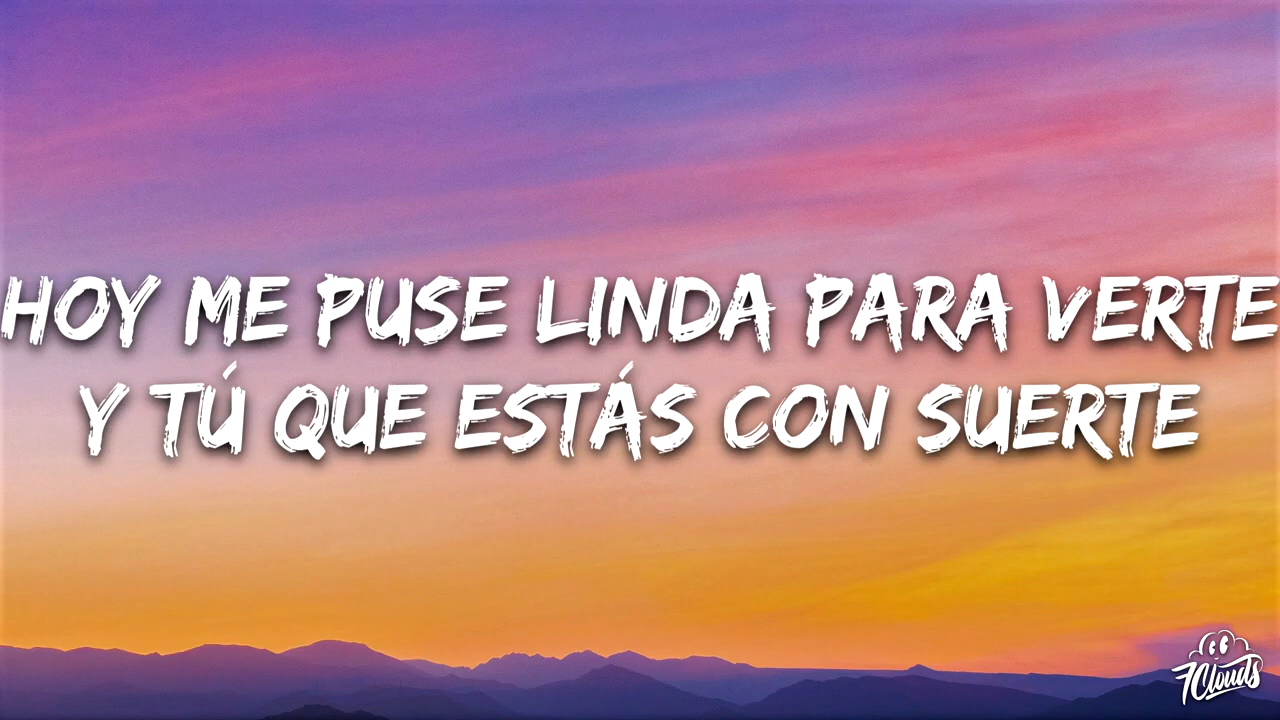 HOY ME PUSE LINDA PARA VERTE
Y TÚ QUE ESTÁS CON SUERTE
7Clouds